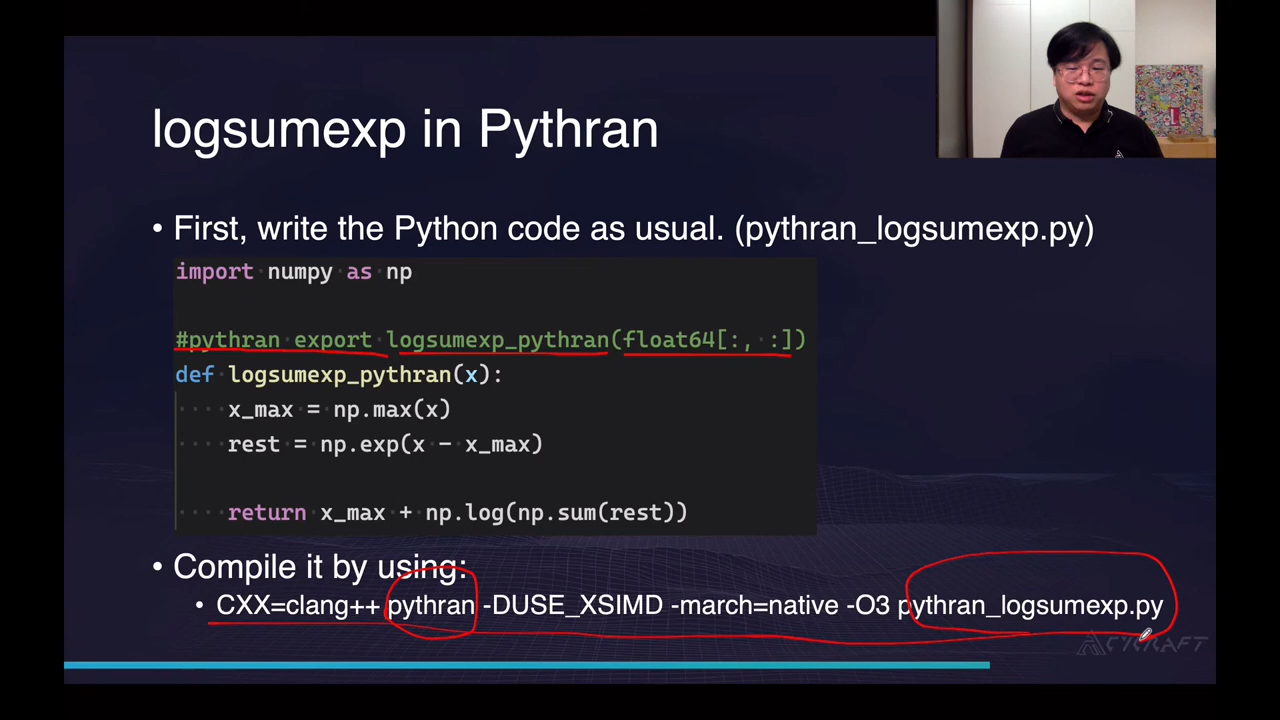 logsumexp in Pythran
• First, write the Python code as usual. (pythran_logsumexp.py)
import numpy as np
#pythran export logsumexp_pythran(float64[:, :])
def logsumexp_pythran(x):
x_max = np.max(x)
rest = np.exp(x - x_max)
return x_max + np.log(np.sum(rest))
• Compile it by using:
• CXX=clang++ pythran -DUSE_XSIMD -march=native -O3 pythran_logsumexp.py
CYCRAFT